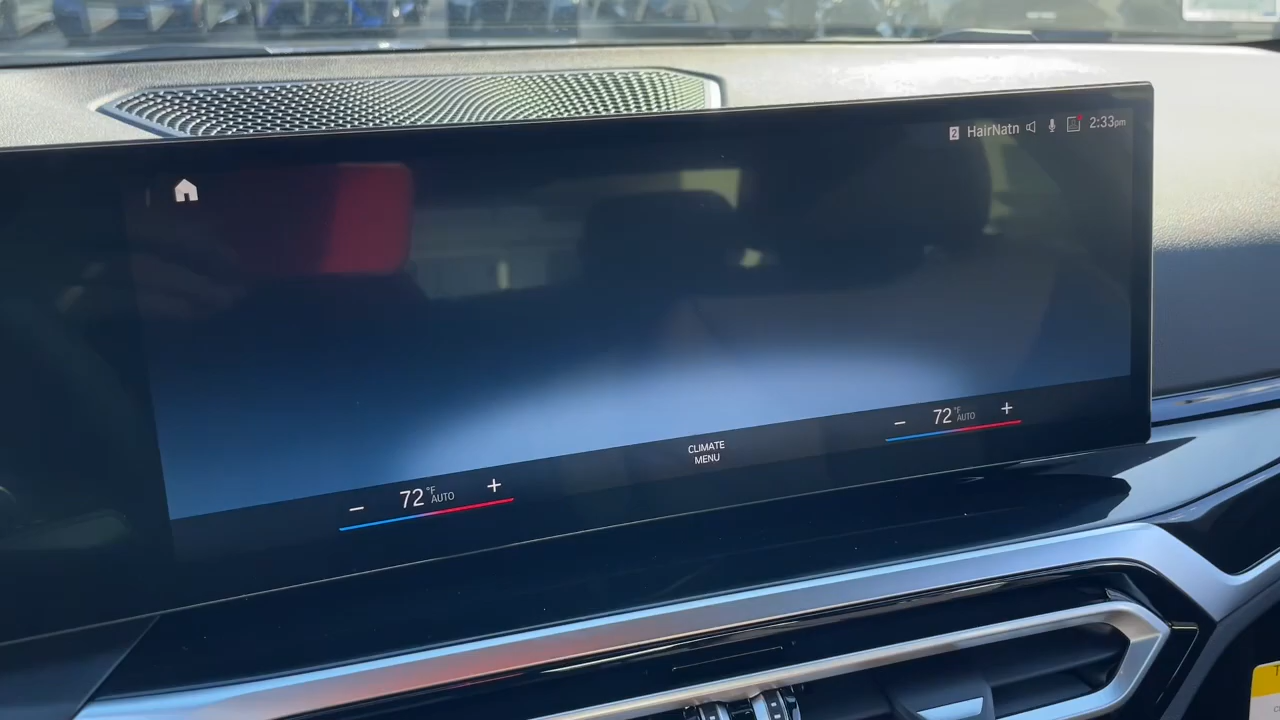 2 HairNatn 2:33pm
72 °F AUTO
CLIMATE
MENU
72 °F AUTO